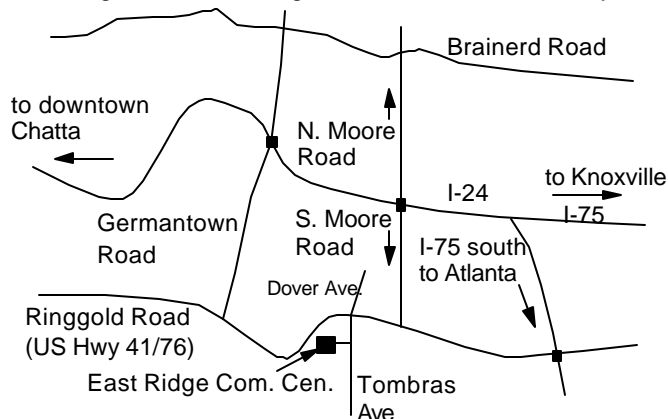 Brainerd Road
to downtown
Chatta
N. Moore
Road
to Knoxville
I-24
I-75
Germantown
Road
S. Moore
Road
I-75 south
to Atlanta
Dover Ave.
Ringgold Road
(US Hwy 41/76)
East Ridge Com. Cen.
Tombras
Ave